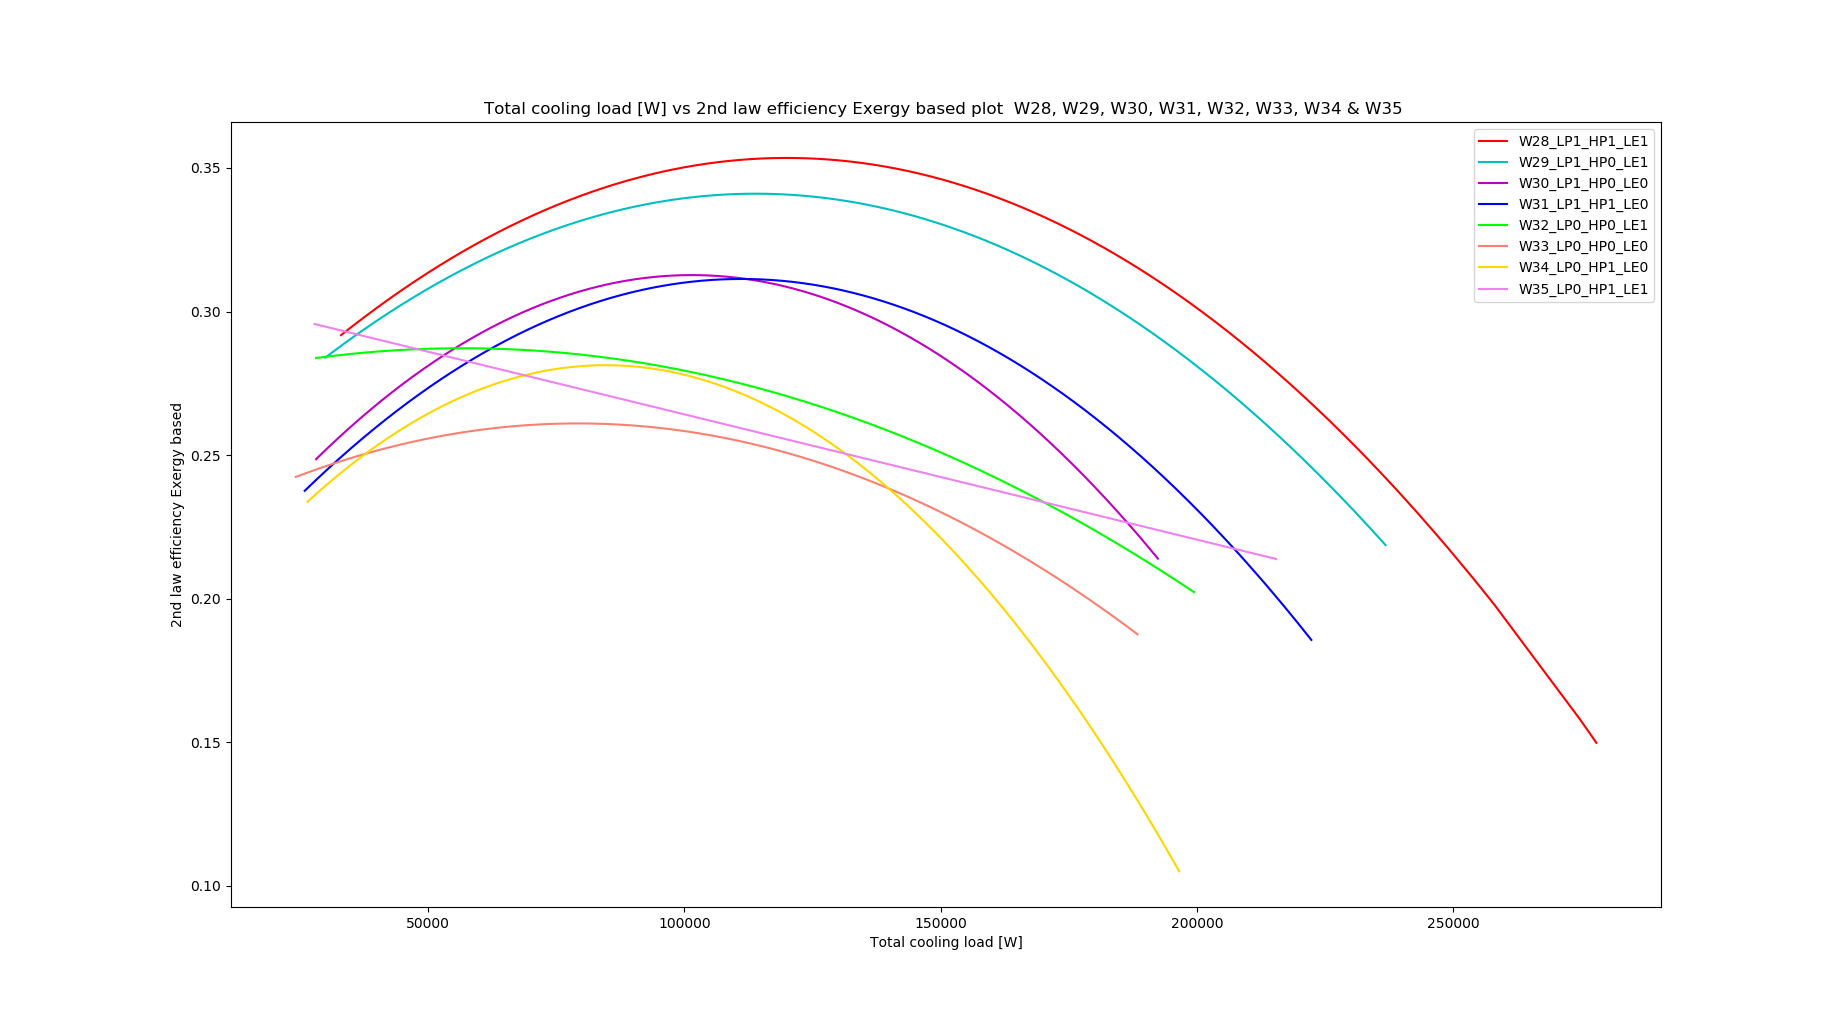 Total cooling load [W] vs 2nd law efficiency Exergy based plot  W28, W29, W30, W31, W32, W33, W34 & W35
W28_LP1_HP1_LE1
W29_LP1_HP0_LE1
W30_LP1_HP0_LE0
W31_LP1_HP1_LE0
W32_LP0_HP0_LE1
W33_LP0_HP0_LE0
W34_LP0_HP1_LE0
W35_LP0_HP1_LE1
2nd law efficiency Exergy based
0.35
0.30
0.25
0.20
0.15
0.10
50000 100000 150000 200000 250000
Total cooling load [W]